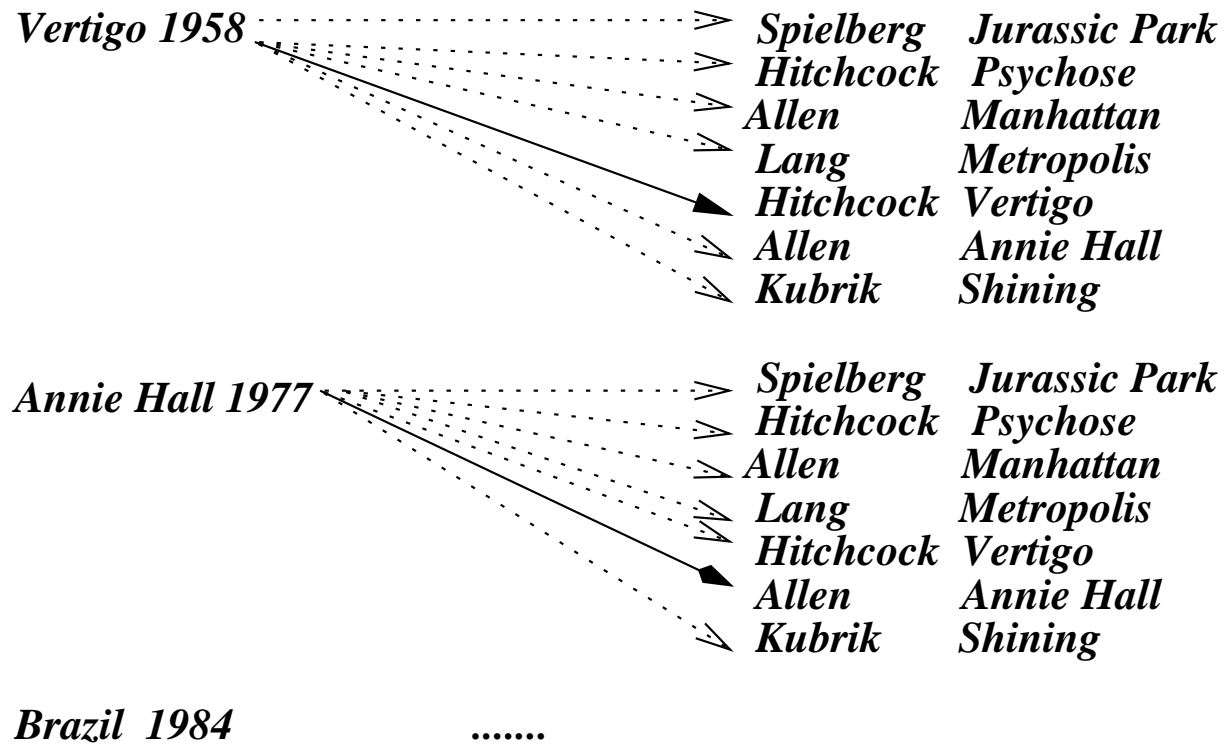 Vertigo 1958
Spielberg Jurassic Park
Hitchcock Psychose
Allen Manhattan
Lang Metropolis
Hitchcock Vertigo
Allen Annie Hall
Kubrik Shining
Annie Hall 1977
Spielberg Jurassic Park
Hitchcock Psychose
Allen Manhattan
Lang Metropolis
Hitchcock Vertigo
Allen Annie Hall
Kubrik Shining
Brazil 1984 .......